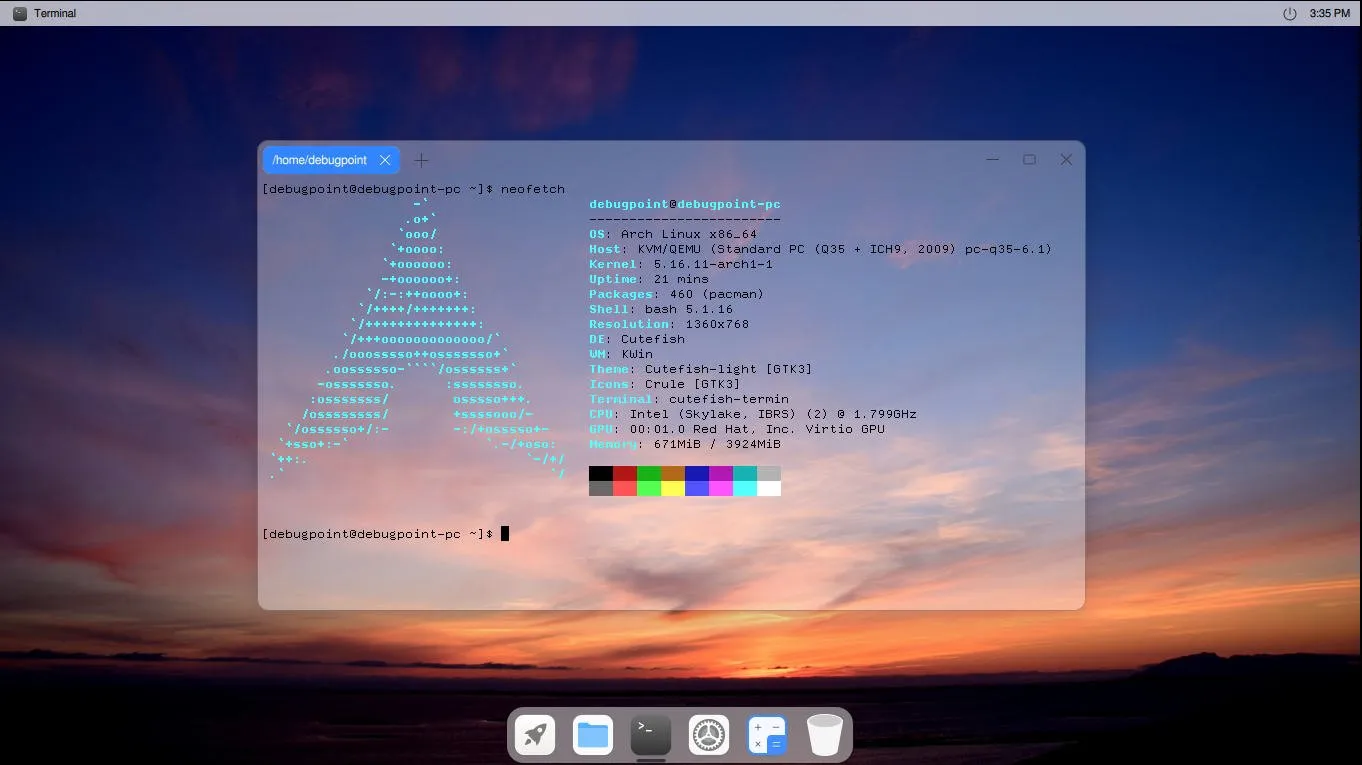 Terminal
3:35 PM
/home/debugpoint
[debugpoint@debugpoint-pc ~]$ neofetch
-`
.o+`
`ooo/
`+oooo:
`+oooooo:
-+oooooo+:
`/:-:++oooo+:
`/++++/+++++++:
`/++++++++++++++:
`/+++ooooooooooooo/`
./ooosssso++osssssso+`
.oossssso-````/ossssss+`
-osssssso.      :ssssssso.
:osssssss/        osssso+++.
/ossssssss/        +ssssooo/-
`/ossssso+/:-        -:/+osssso+-
`+sso+:-`                 `.-/+oso:
`++:.                           `-/+/
.`                                 `/
debugpoint@debugpoint-pc
------------------------
OS: Arch Linux x86_64
Host: KVM/QEMU (Standard PC (Q35 + ICH9, 2009) pc-q35-6.1)
Kernel: 5.16.11-arch1-1
Uptime: 21 mins
Packages: 460 (pacman)
Shell: bash 5.1.16
Resolution: 1360x768
DE: Cutefish
WM: KWin
Theme: Cutefish-light [GTK3]
Icons: Crule [GTK3]
Terminal: cutefish-termin
CPU: Intel (Skylake, IBRS) (2) @ 1.799GHz
GPU: 00:01.0 Red Hat, Inc. Virtio GPU
Memory: 671MiB / 3924MiB
[debugpoint@debugpoint-pc ~]$